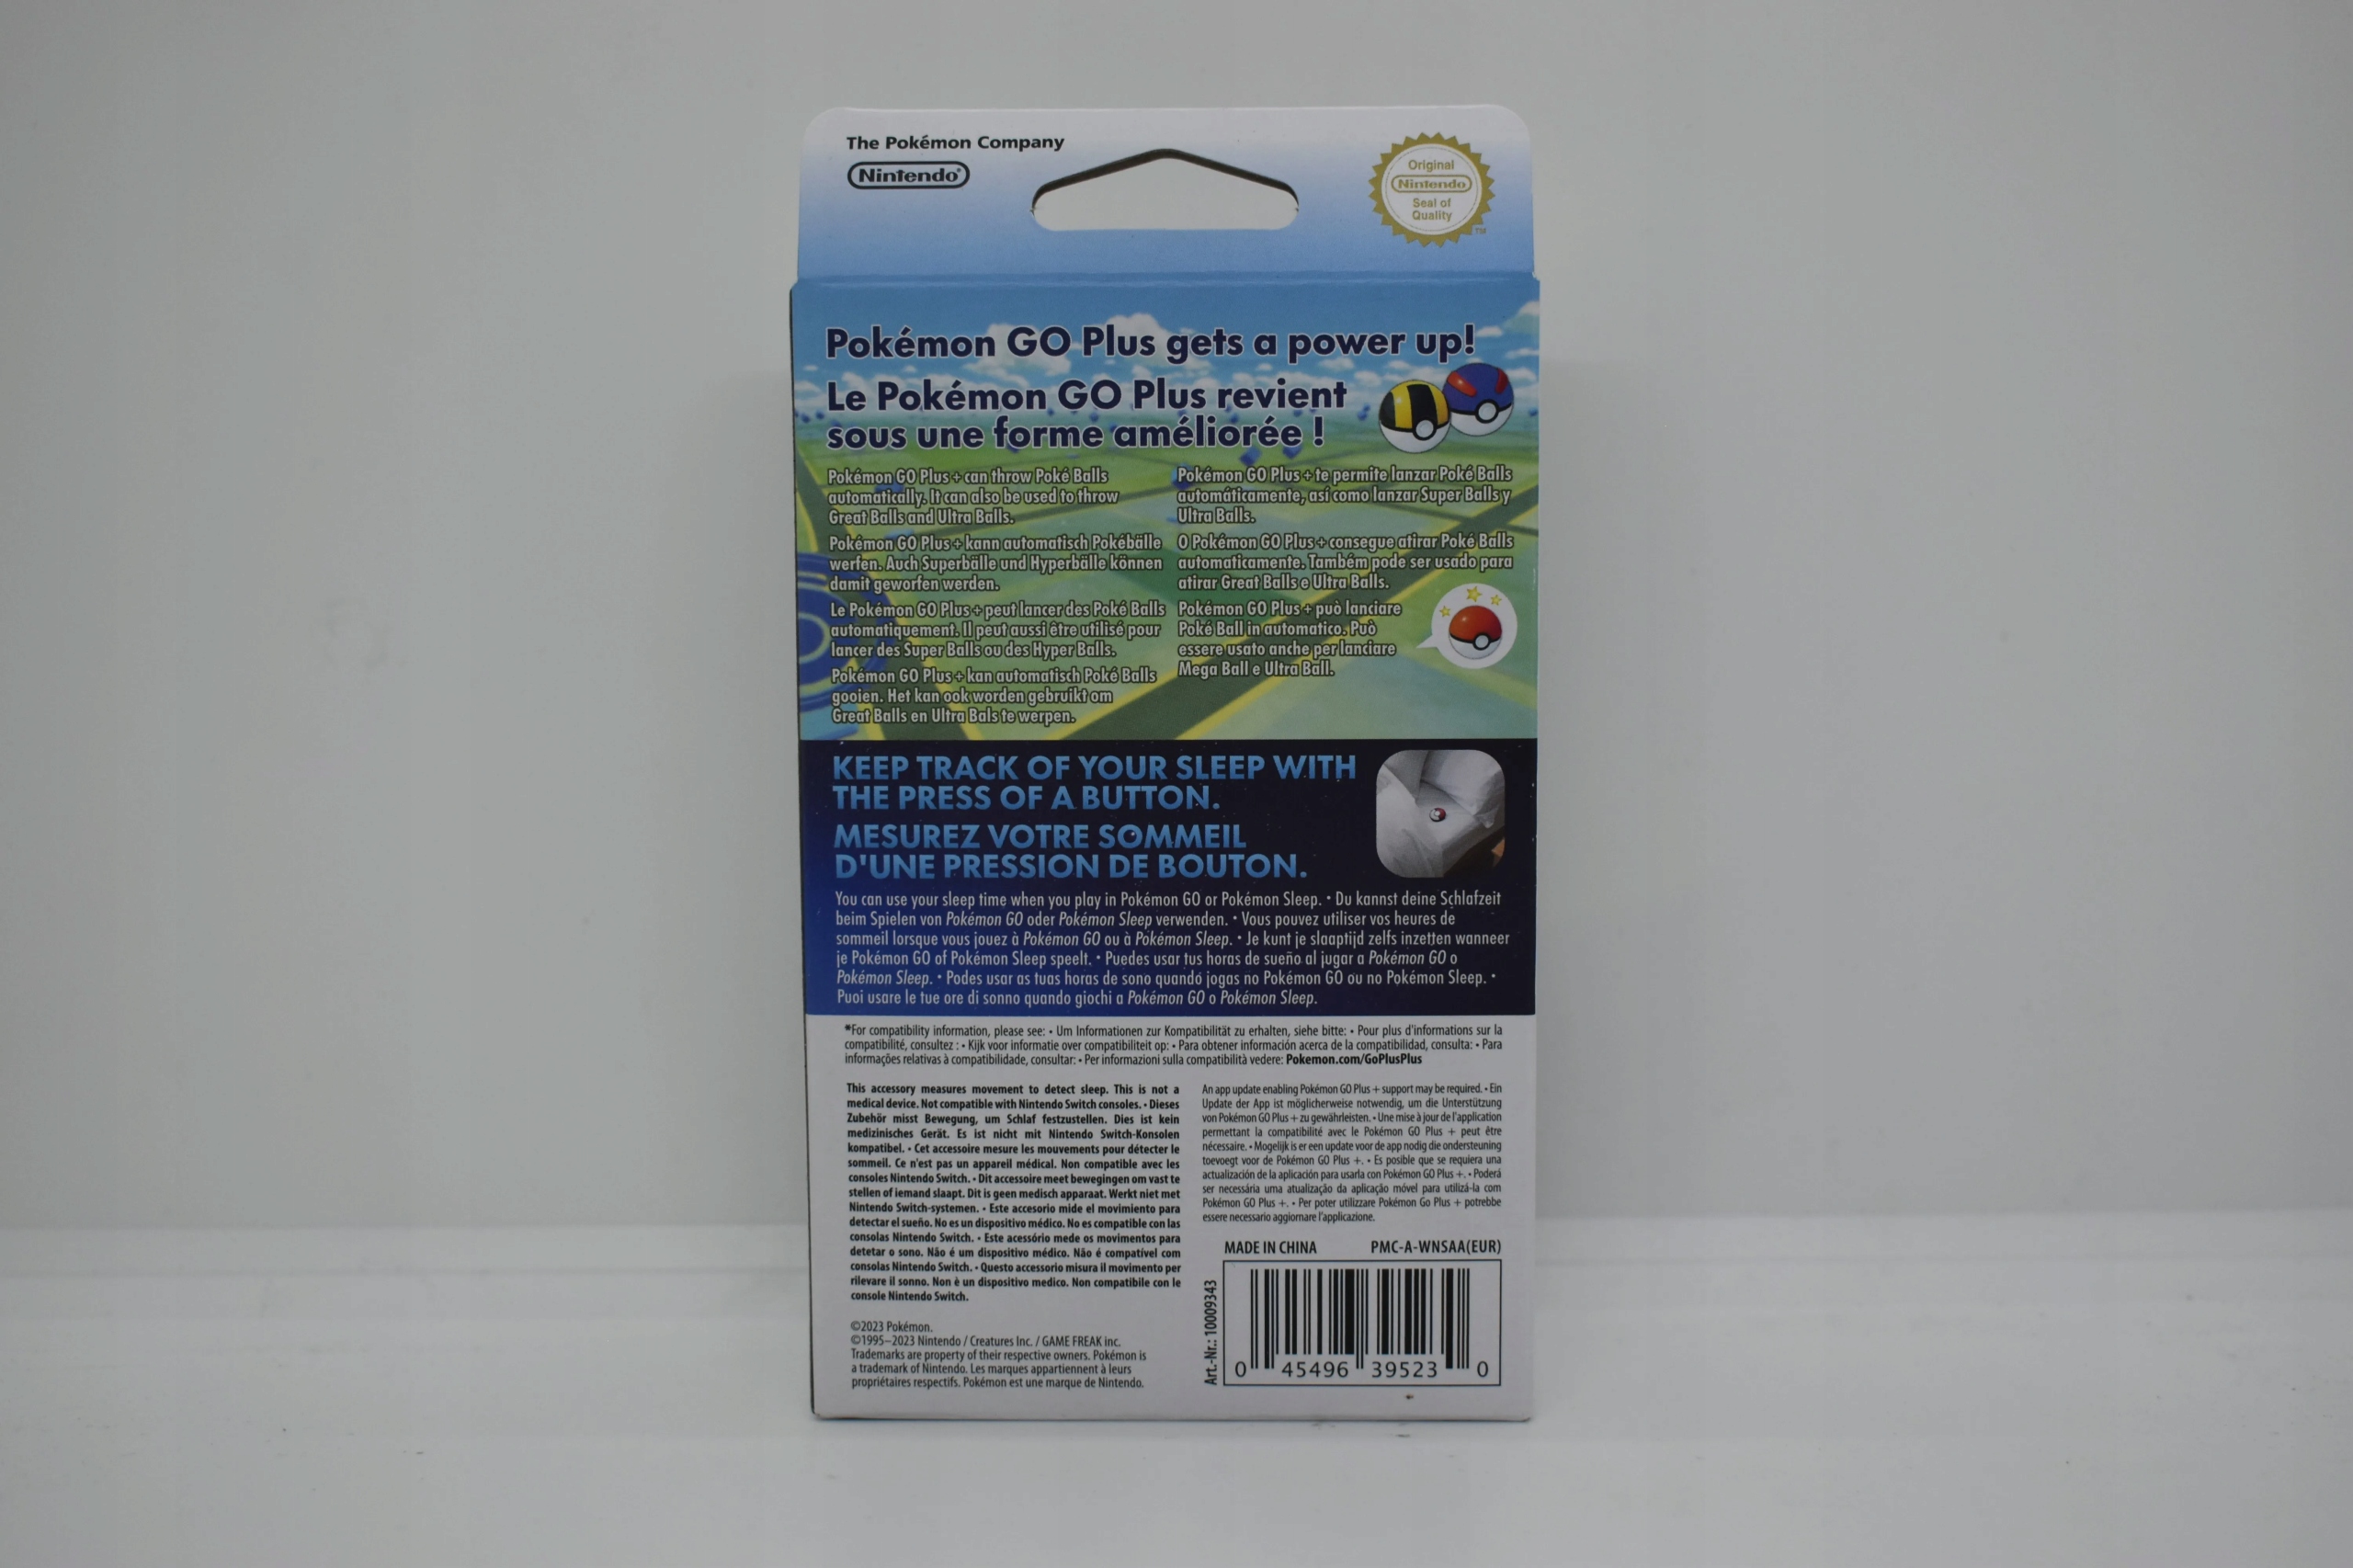 The Pokémon Company
Nintendo®
Original
Nintendo
Seal of
Quality
TM
Pokémon GO Plus gets a power up!
Le Pokémon GO Plus revient
sous une forme améliorée !
Pokémon GO Plus + can throw Poké Balls
automatically. It can also be used to throw
Great Balls and Ultra Balls.
Pokémon GO Plus + kann automatisch Pokébälle
werfen. Auch Superbälle und Hyperbälle können
damit geworfen werden.
Le Pokémon GO Plus + peut lancer des Poké Balls
automatiquement. Il peut aussi être utilisé pour
lancer des Super Balls ou des Hyper Balls.
Pokémon GO Plus + kan automatisch Poké Balls
gooien. Het kan ook worden gebruikt om
Great Balls en Ultra Bals te werpen.
Pokémon GO Plus + te permite lanzar Poké Balls
automáticamente, así como lanzar Super Balls y
Ultra Balls.
O Pokémon GO Plus + consegue atirar Poké Balls
automaticamente. Também pode ser usado para
atirar Great Balls e Ultra Balls.
Pokémon GO Plus + può lanciare
Poké Ball in automatico. Può
essere usato anche per lanciare
Mega Ball e Ultra Ball.
KEEP TRACK OF YOUR SLEEP WITH
THE PRESS OF A BUTTON.
MESUREZ VOTRE SOMMEIL
D'UNE PRESSION DE BOUTON.
You can use your sleep time when you play in Pokémon GO or Pokémon Sleep. • Du kannst deine Schlafzeit
beim Spielen von Pokémon GO oder Pokémon Sleep verwenden. • Vous pouvez utiliser vos heures de
sommeil lorsque vous jouez à Pokémon GO ou à Pokémon Sleep. • Je kunt je slaaptijd zelfs inzetten wanneer
je Pokémon GO of Pokémon Sleep speelt. • Puedes usar tus horas de sueño al jugar a Pokémon GO o
Pokémon Sleep. • Podes usar as tuas horas de sono quando jogas no Pokémon GO ou no Pokémon Sleep. •
Puoi usare le tue ore di sonno quando giochi a Pokémon GO o Pokémon Sleep.
*For compatibility information, please see: • Um Informationen zur Kompatibilität zu erhalten, siehe bitte: • Pour plus d'informations sur la
compatibilité, consultez : • Kijk voor informatie over compatibiliteit op: • Para obtener información acerca de la compatibilidad, consulta: • Para
informações relativas à compatibilidade, consultar: • Per informazioni sulla compatibilità vedere: Pokemon.com/GoPlusPlus
This accessory measures movement to detect sleep. This is not a
medical device. Not compatible with Nintendo Switch consoles. • Dieses
Zubehör misst Bewegung, um Schlaf festzustellen. Dies ist kein
medizinisches Gerät. Es ist nicht mit Nintendo Switch-Konsolen
kompatibel. • Cet accessoire mesure les mouvements pour détecter le
sommeil. Ce n'est pas un appareil médical. Non compatible avec les
consoles Nintendo Switch. • Dit accessoire meet bewegingen om vast te
stellen of iemand slaapt. Dit is geen medisch apparaat. Werkt niet met
Nintendo Switch-systemen. • Este accesorio mide el movimiento para
detectar el sueño. No es un dispositivo médico. No es compatible con las
consolas Nintendo Switch. • Este acessório mede os movimentos para
detetar o sono. Não é um dispositivo médico. Não é compatível com
consolas Nintendo Switch. • Questo accessorio misura il movimento per
rilevare il sonno. Non è un dispositivo medico. Non compatibile con le
console Nintendo Switch.
©2023 Pokémon.
©1995–2023 Nintendo / Creatures Inc. / GAME FREAK inc.
Trademarks are property of their respective owners. Pokémon is
a trademark of Nintendo. Les marques appartiennent à leurs
propriétaires respectifs. Pokémon est une marque de Nintendo.
An app update enabling Pokémon GO Plus + support may be required. • Ein
Update der App ist möglicherweise notwendig, um die Unterstützung
von Pokémon GO Plus + zu gewährleisten. • Une mise à jour de l'application
permettant la compatibilité avec le Pokémon GO Plus + peut être
nécessaire. • Mogelijk is er een update voor de app nodig die ondersteuning
toevoegt voor de Pokémon GO Plus +. • Es posible que se requiera una
actualización de la aplicación para usarla con Pokémon GO Plus +. • Poderá
ser necessária uma atualização da aplicação móvel para utilizá-la com
Pokémon GO Plus +. • Per poter utilizzare Pokémon Go Plus + potrebbe
essere necessario aggiornare l'applicazione.
MADE IN CHINA PMC-A-WNSAA(EUR)
Art.-Nr.: 10009343
0 45496 39523 0